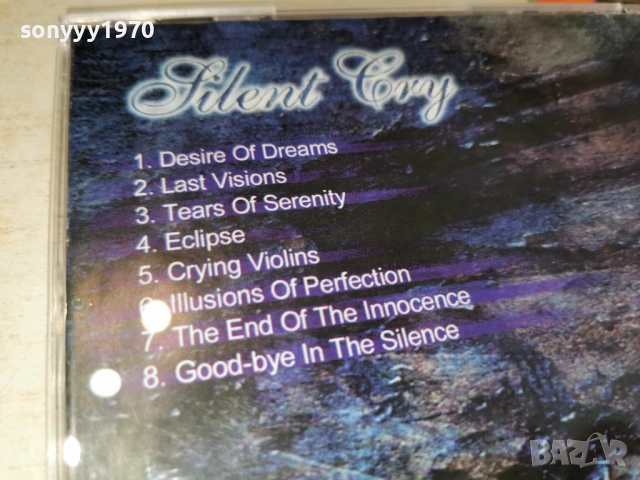 sonyyy1970
Silent Cry
1. Desire Of Dreams
2. Last Visions
3. Tears Of Serenity
4. Eclipse
5. Crying Violins
6. Illusions Of Perfection
7. The End Of The Innocence
8. Good-bye In The Silence
BAZAR